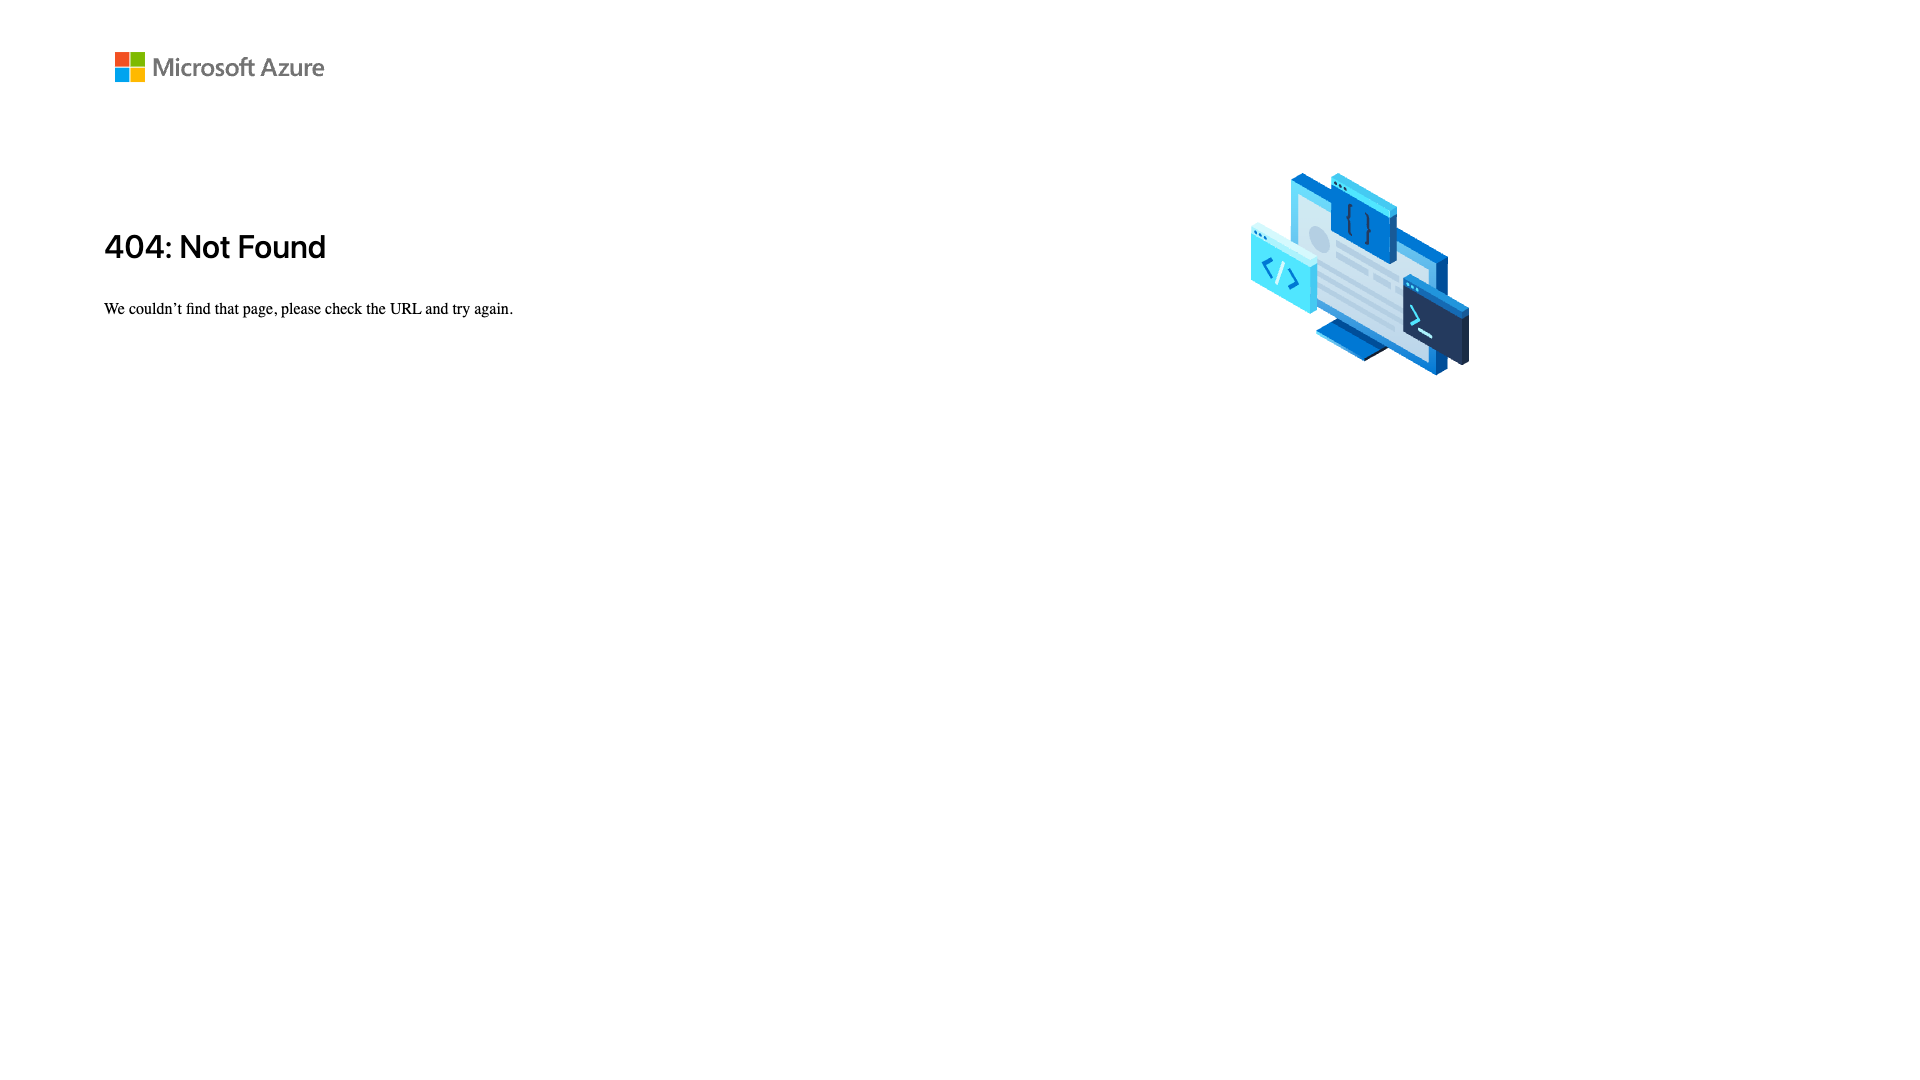 Microsoft Azure
404: Not Found
We couldn’t find that page, please check the URL and try again.
{ }
</>
>_